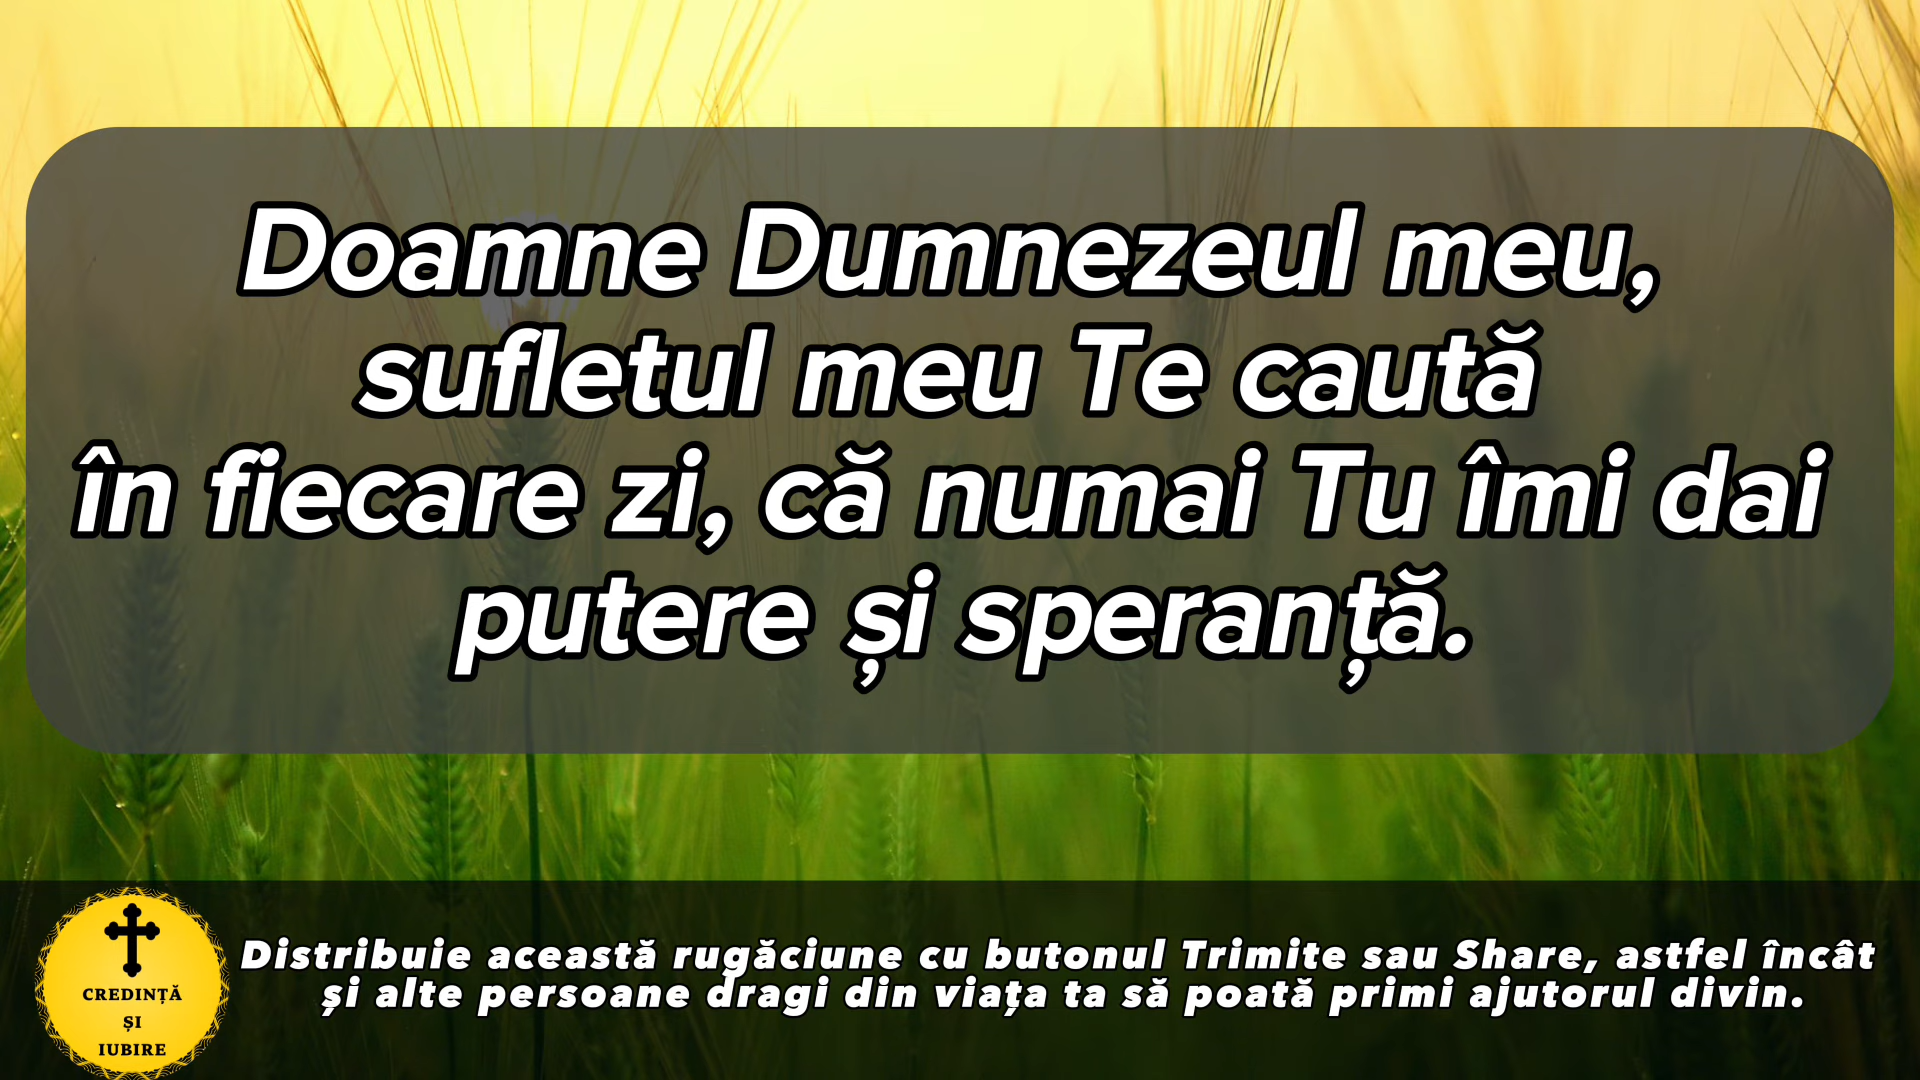 Doamne Dumnezeul meu,
sufletul meu Te caută
în fiecare zi, că numai Tu îmi dai
putere și speranță.
CREDINȚĂ
ȘI
IUBIRE
Distribuie această rugăciune cu butonul Trimite sau Share, astfel încât
și alte persoane dragi din viața ta să poată primi ajutorul divin.